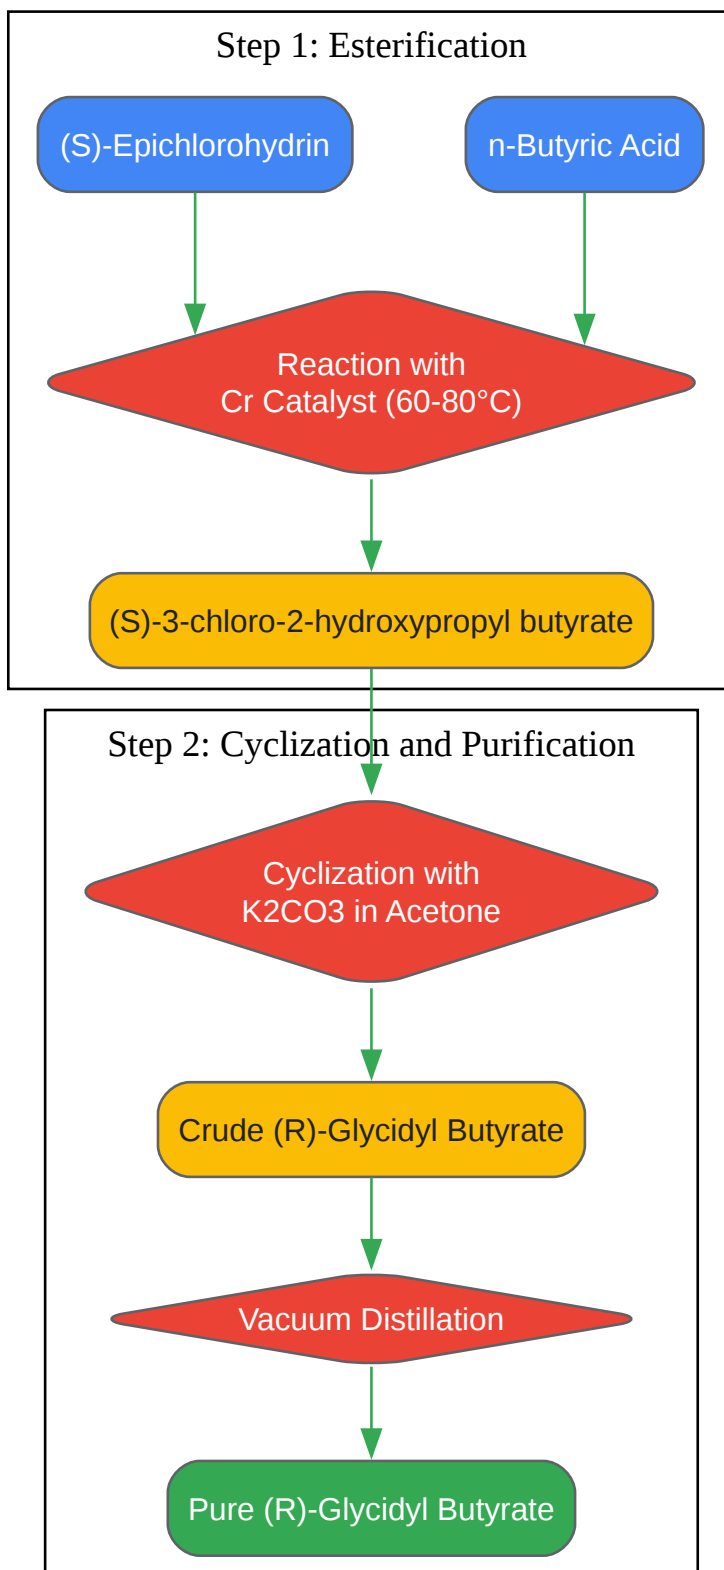 Step 1: Esterification
(S)-Epichlorohydrin
n-Butyric Acid
Reaction with
Cr Catalyst (60-80°C)
(S)-3-chloro-2-hydroxypropyl butyrate
Step 2: Cyclization and Purification
Cyclization with
K2CO3 in Acetone
Crude (R)-Glycidyl Butyrate
Vacuum Distillation
Pure (R)-Glycidyl Butyrate